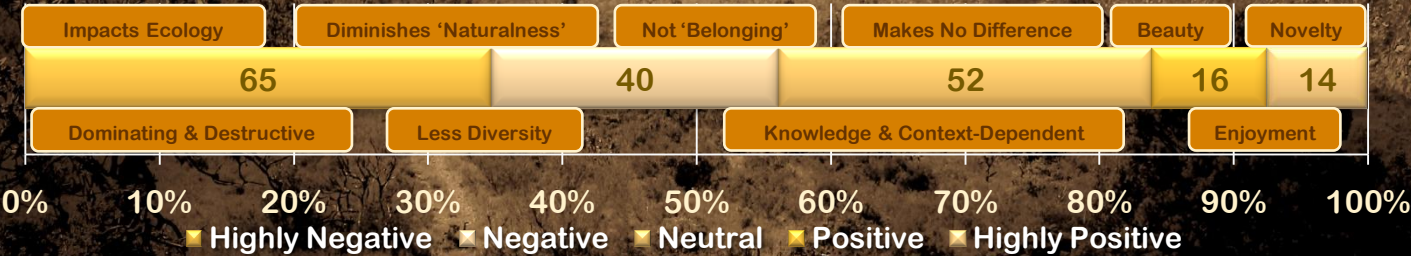 Impacts Ecology Diminishes ‘Naturalness’ Not ‘Belonging’ Makes No Difference Beauty Novelty
65 40 52 16 14
Dominating & Destructive Less Diversity Knowledge & Context-Dependent Enjoyment
0% 10% 20% 30% 40% 50% 60% 70% 80% 90% 100%
Highly Negative Negative Neutral Positive Highly Positive